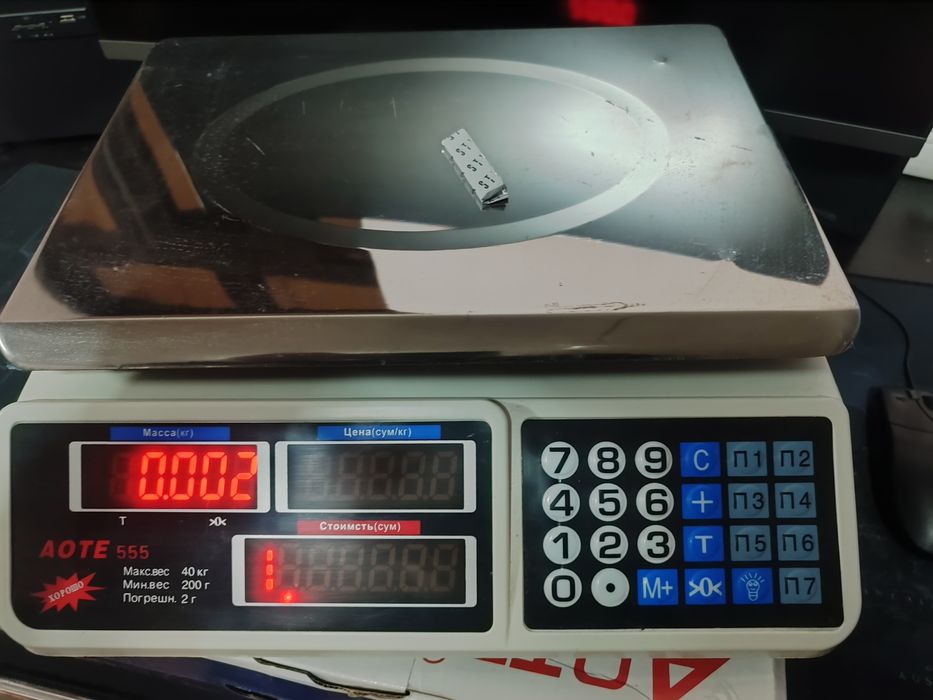 Масса(кг)
Цена(сум/кг)
0.002
Т >0<
Стоимсть(сум)
AOTE 555
ХОРОШО
Макс.вес 40 кг
Мин.вес 200 г
Погрешн. 2 г
7 8 9 C П1 П2
4 5 6 + П3 П4
1 2 3 T П5 П6
0 • M+ >0< П7